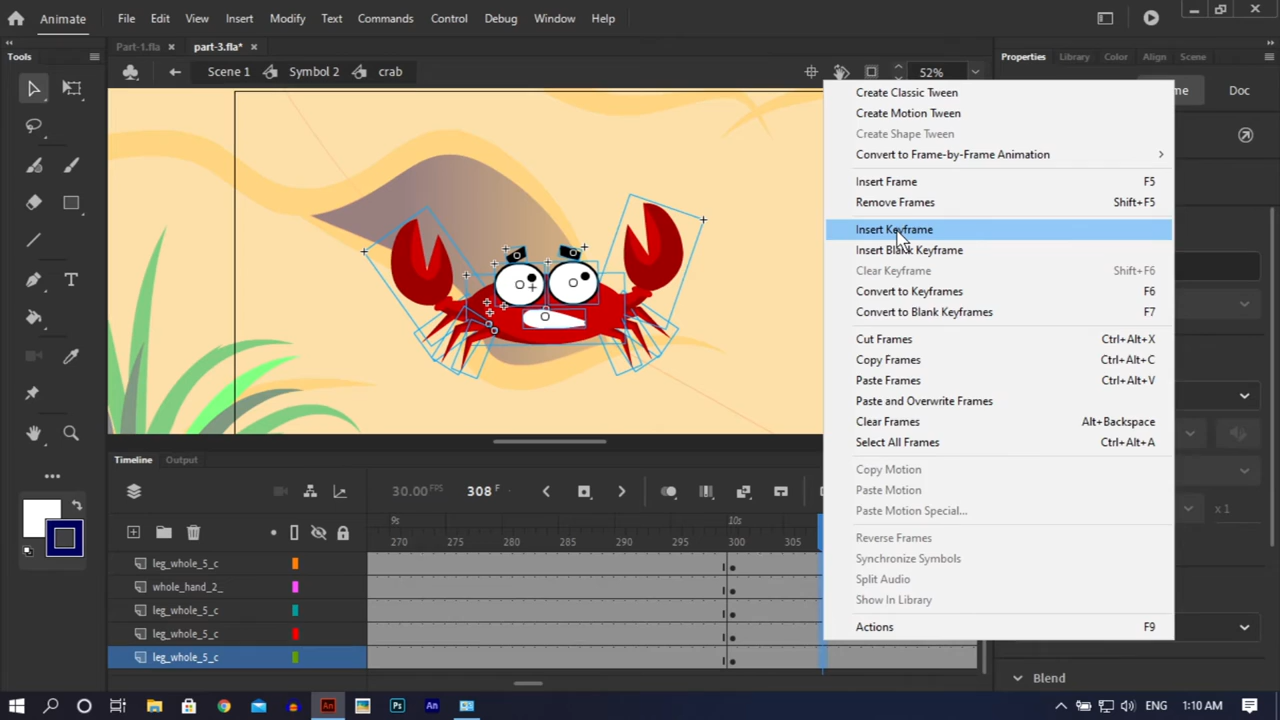 Animate File Edit View Insert Modify Text Commands Control Debug Window Help
Part-1.fla part-3.fla*
Tools Properties Library Color Align Scene
Scene 1 Symbol 2 crab 52%
Doc
Create Classic Tween
Create Motion Tween
Create Shape Tween
Convert to Frame-by-Frame Animation
Insert Frame F5
Remove Frames Shift+F5
Insert Keyframe
Insert Blank Keyframe
Clear Keyframe Shift+F6
Convert to Keyframes F6
Convert to Blank Keyframes F7
Cut Frames Ctrl+Alt+X
Copy Frames Ctrl+Alt+C
Paste Frames Ctrl+Alt+V
Paste and Overwrite Frames
Clear Frames Alt+Backspace
Select All Frames Ctrl+Alt+A
Copy Motion
Paste Motion
Paste Motion Special...
Reverse Frames
Synchronize Symbols
Split Audio
Show In Library
Actions F9
x 1
Blend
Timeline Output
30.00 FPS 308 F
9s 10s
270 275 280 285 290 295 300 305
leg_whole_5_c
whole_hand_2_
leg_whole_5_c
leg_whole_5_c
leg_whole_5_c
An Ps An ENG 1:10 AM